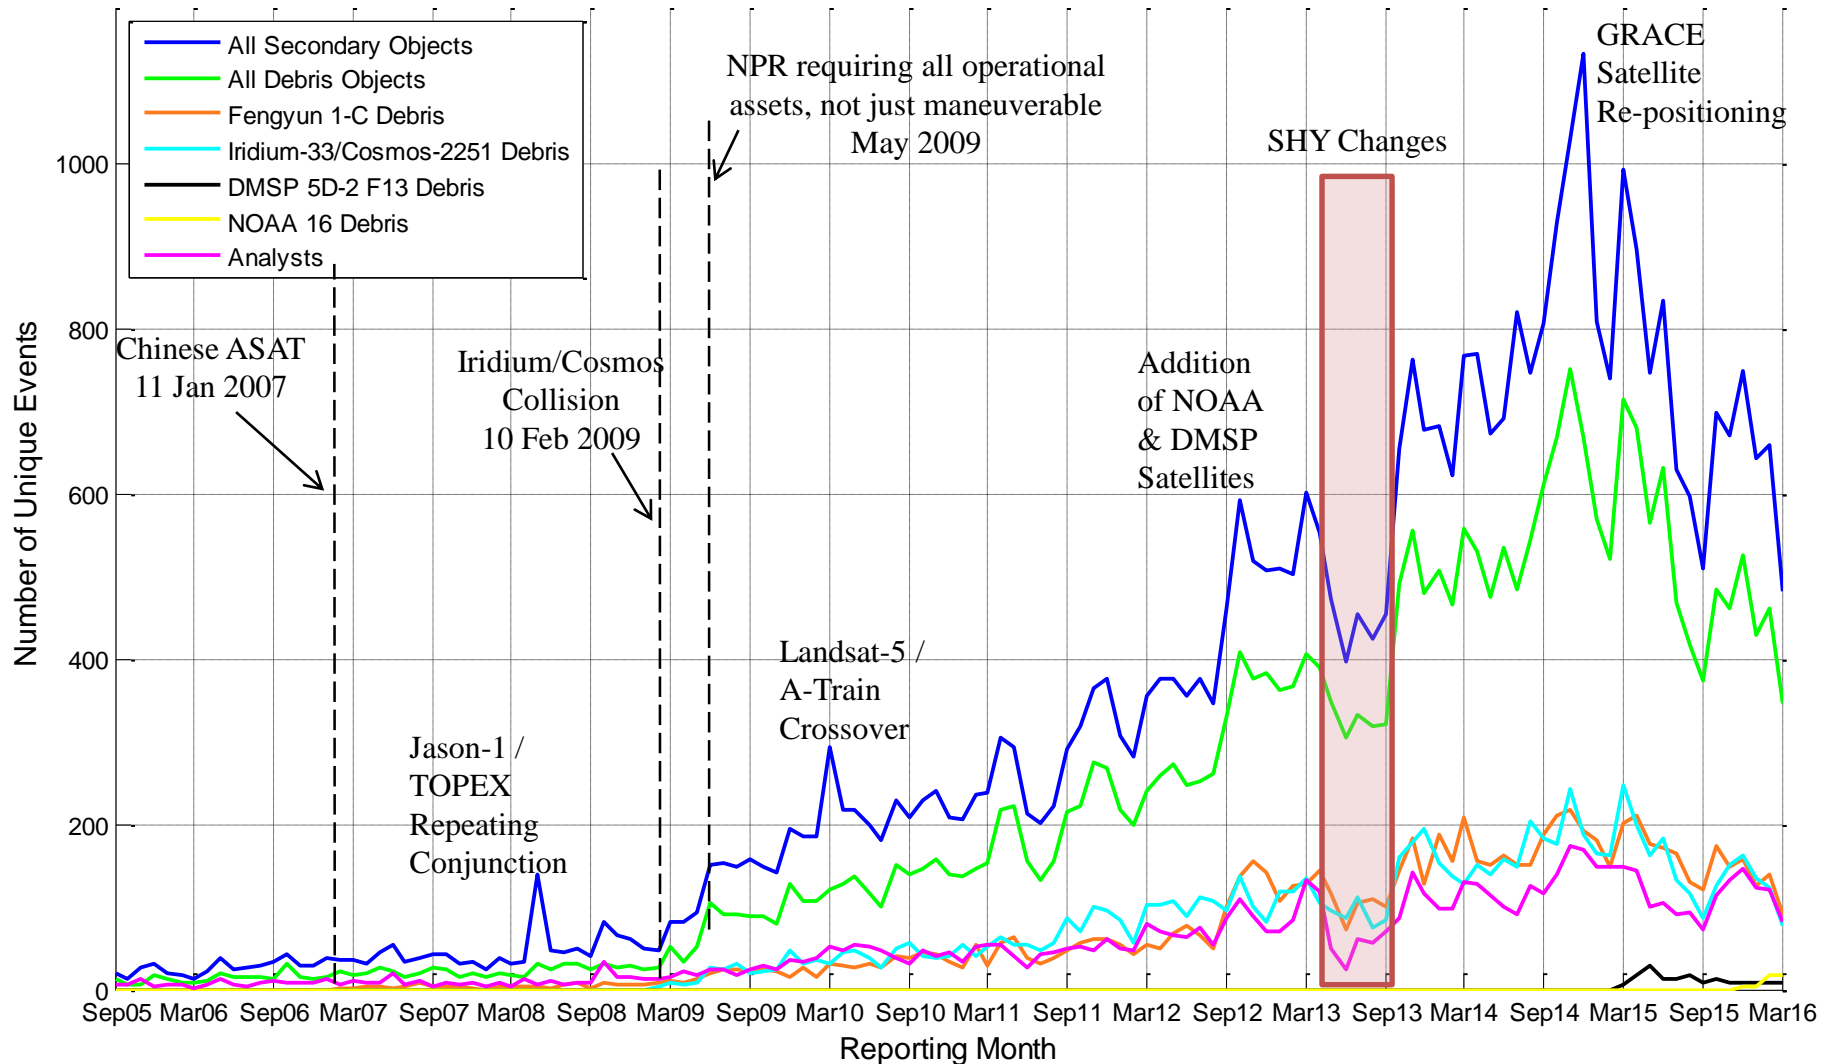 All Secondary Objects
All Debris Objects
Fengyun 1-C Debris
Iridium-33/Cosmos-2251 Debris
DMSP 5D-2 F13 Debris
NOAA 16 Debris
Analysts
NPR requiring all operational
assets, not just maneuverable
May 2009
GRACE
Satellite
Re-positioning
SHY Changes
Chinese ASAT
11 Jan 2007
Iridium/Cosmos
Collision
10 Feb 2009
Addition
of NOAA
& DMSP
Satellites
Landsat-5 /
A-Train
Crossover
Jason-1 /
TOPEX
Repeating
Conjunction
Number of Unique Events
1000
800
600
400
200
0
Sep05 Mar06 Sep06 Mar07 Sep07 Mar08 Sep08 Mar09 Sep09 Mar10 Sep10 Mar11 Sep11 Mar12 Sep12 Mar13 Sep13 Mar14 Sep14 Mar15 Sep15 Mar16
Reporting Month